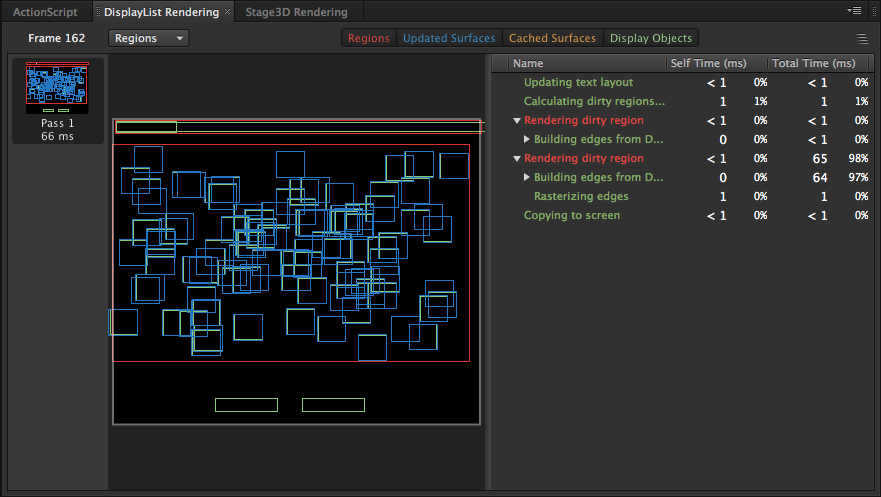 ActionScript DisplayList Rendering × Stage3D Rendering
Frame 162 Regions Regions Updated Surfaces Cached Surfaces Display Objects
Pass 1
66 ms
Name Self Time (ms) Total Time (ms)
Updating text layout < 1 0% < 1 0%
Calculating dirty regions... 1 1% 1 1%
Rendering dirty region < 1 0% < 1 0%
Building edges from D... 0 0% < 1 0%
Rendering dirty region < 1 0% 65 98%
Building edges from D... 0 0% 64 97%
Rasterizing edges 1 0% 1 0%
Copying to screen < 1 0% < 1 0%